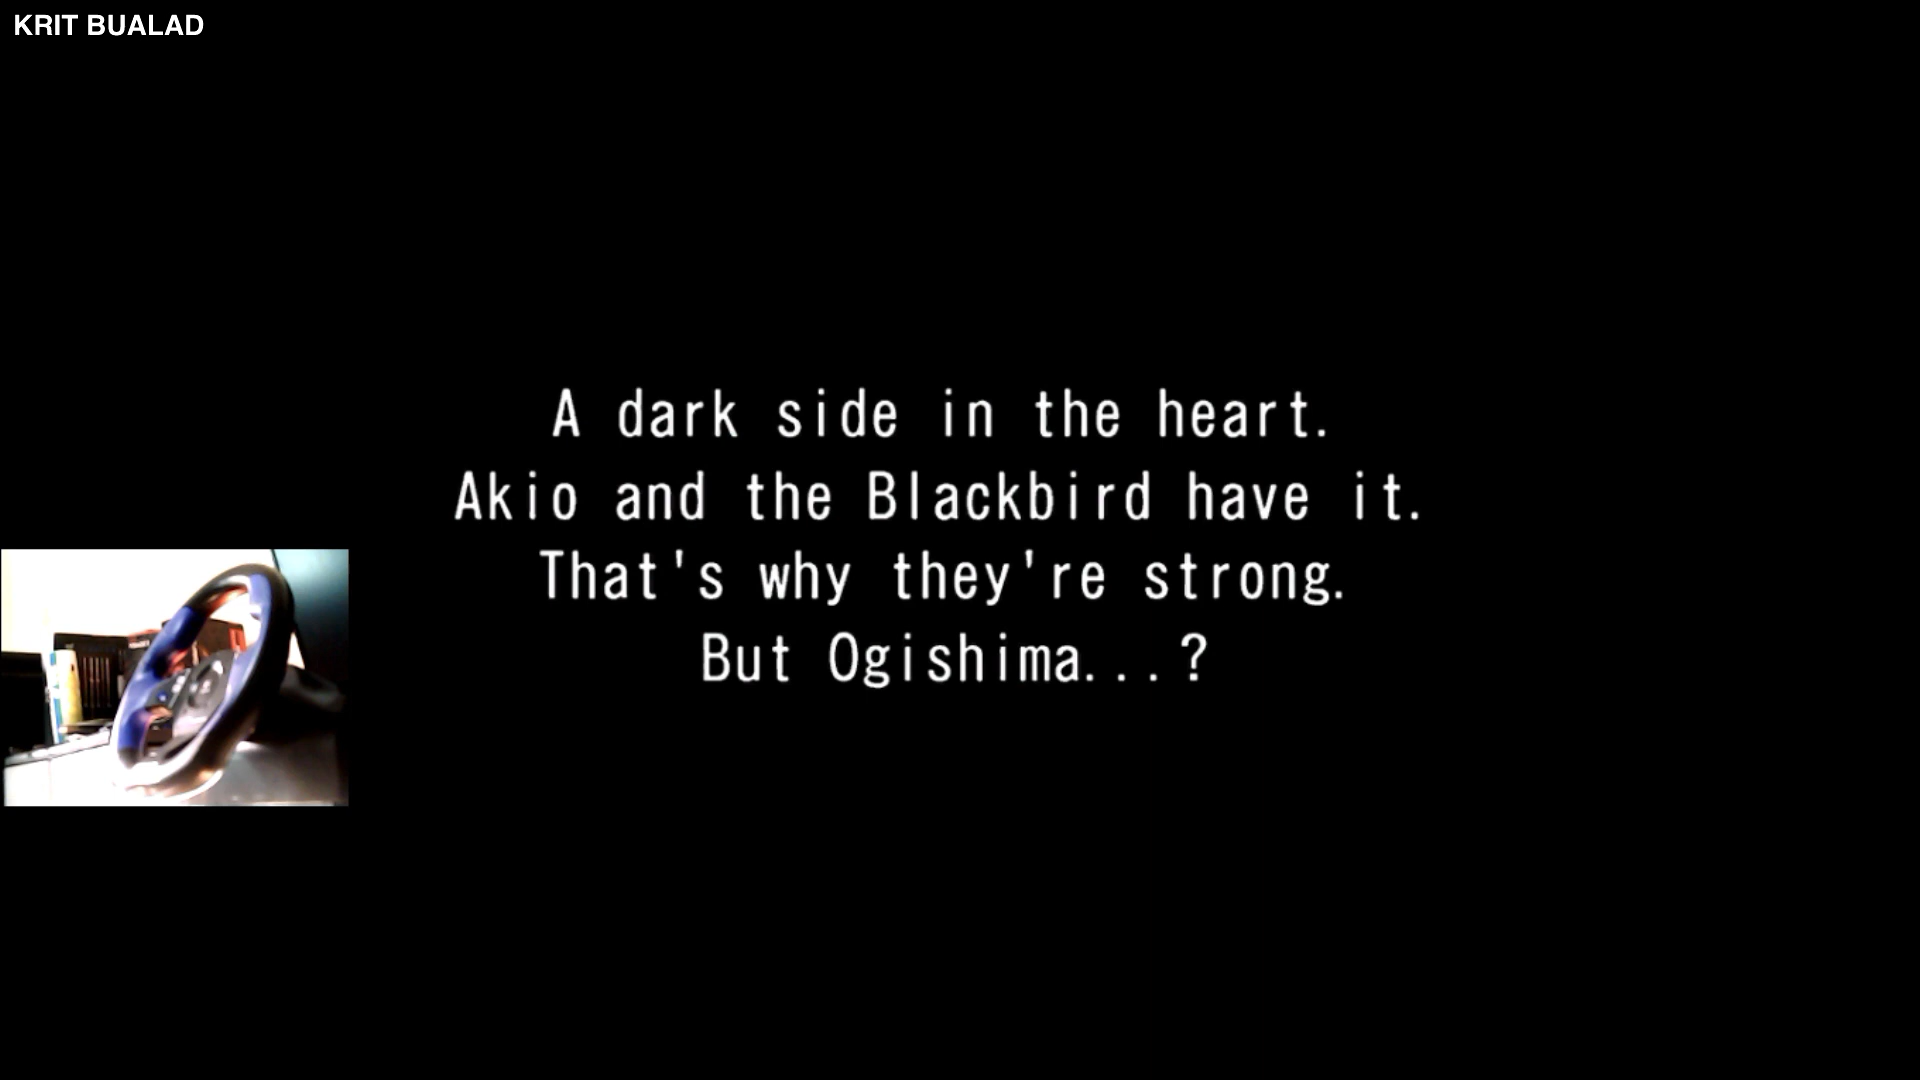 KRIT BUALAD
A dark side in the heart.
Akio and the Blackbird have it.
That's why they're strong.
But Ogishima...?